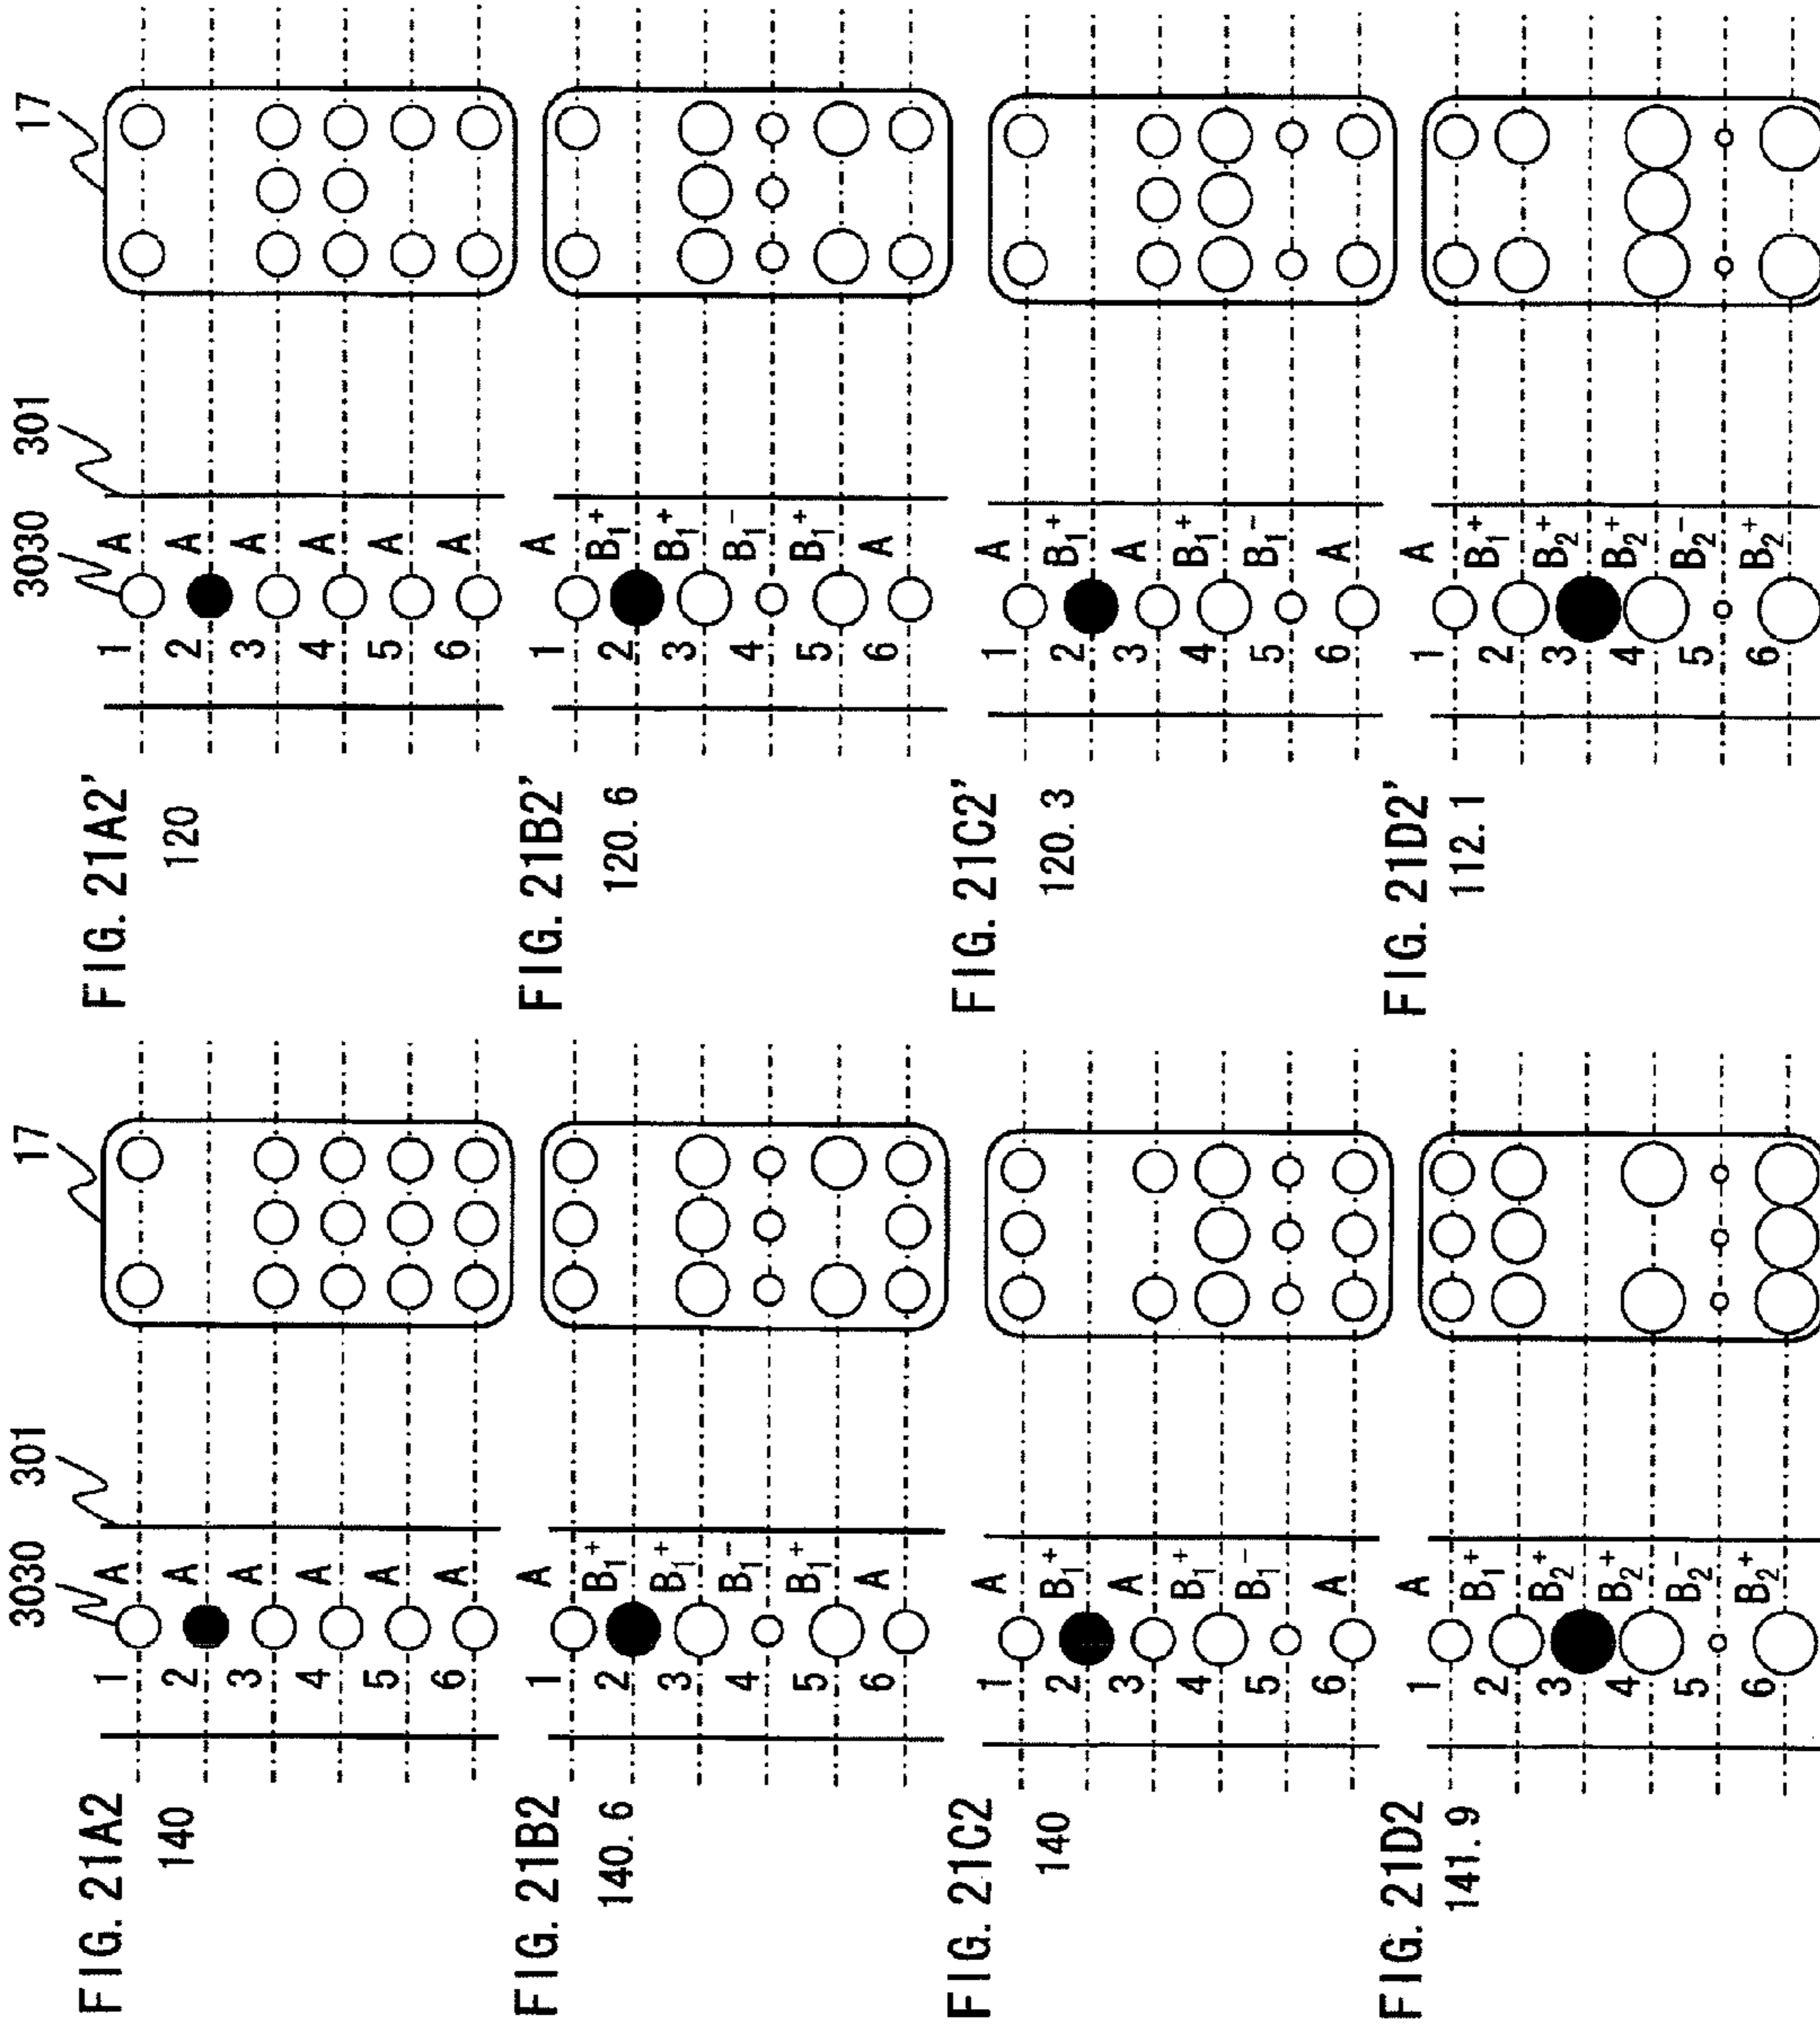 FIG. 21A2
140
3030
301
17
1 A
2 A
3 A
4 A
5 A
6 A
FIG. 21B2
140.6
1 A
2 B₁⁺
3 B₁⁺
4 B₁⁻
5 B₁⁺
6 A
FIG. 21C2
140
1 A
2 B₁⁺
3 A
4 B₁⁺
5 B₁⁻
6 A
FIG. 21D2
141.9
1 A
2 B₁⁺
3 B₂⁺
4 B₂⁺
5 B₂⁻
6 B₂⁺
FIG. 21A2'
120
3030
301
17
1 A
2 A
3 A
4 A
5 A
6 A
FIG. 21B2'
120.6
1 A
2 B₁⁺
3 B₁⁺
4 B₁⁻
5 B₁⁺
6 A
FIG. 21C2'
120.3
1 A
2 B₁⁺
3 A
4 B₁⁺
5 B₁⁻
6 A
FIG. 21D2'
112.1
1 A
2 B₁⁺
3 B₂⁺
4 B₂⁺
5 B₂⁻
6 B₂⁺